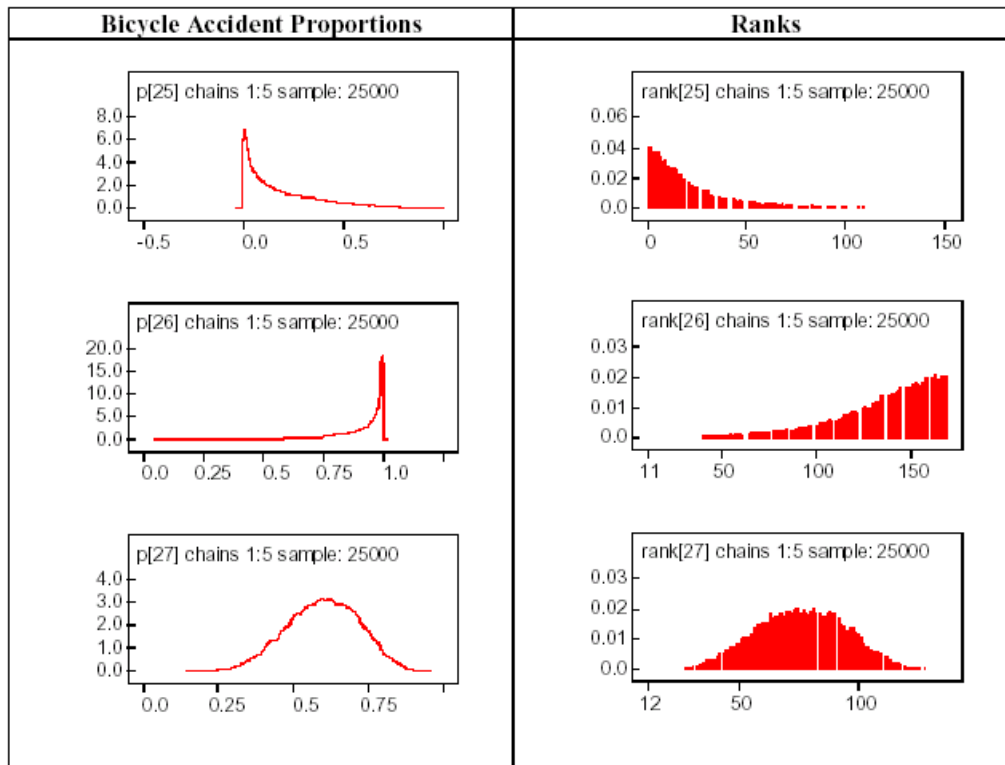 Bicycle Accident Proportions
Ranks
p[25] chains 1:5 sample: 25000
8.0
6.0
4.0
2.0
0.0
-0.5 0.0 0.5
rank[25] chains 1:5 sample: 25000
0.06
0.04
0.02
0.0
0 50 100 150
p[26] chains 1:5 sample: 25000
20.0
15.0
10.0
5.0
0.0
0.0 0.25 0.5 0.75 1.0
rank[26] chains 1:5 sample: 25000
0.03
0.02
0.01
0.0
11 50 100 150
p[27] chains 1:5 sample: 25000
4.0
3.0
2.0
1.0
0.0
0.0 0.25 0.5 0.75
rank[27] chains 1:5 sample: 25000
0.03
0.02
0.01
0.0
12 50 100